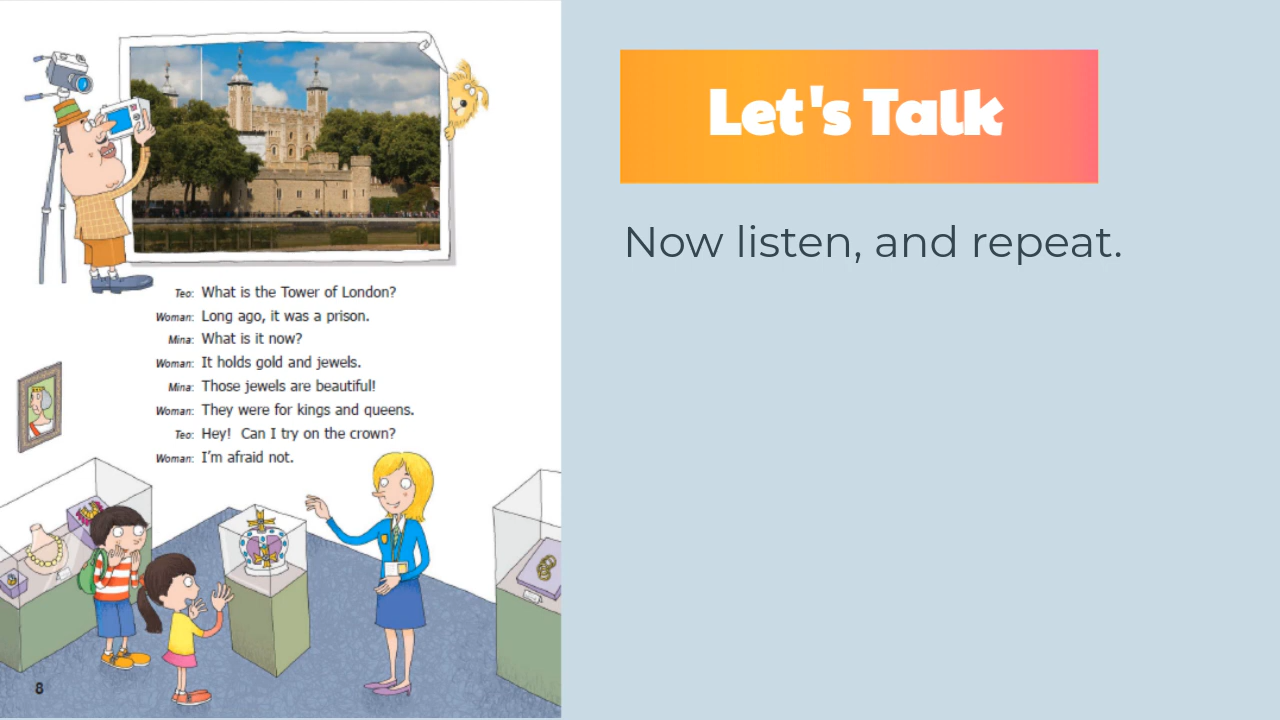 Let's Talk
Now listen, and repeat.
Teo: What is the Tower of London?
Woman: Long ago, it was a prison.
Mina: What is it now?
Woman: It holds gold and jewels.
Mina: Those jewels are beautiful!
Woman: They were for kings and queens.
Teo: Hey! Can I try on the crown?
Woman: I'm afraid not.
8